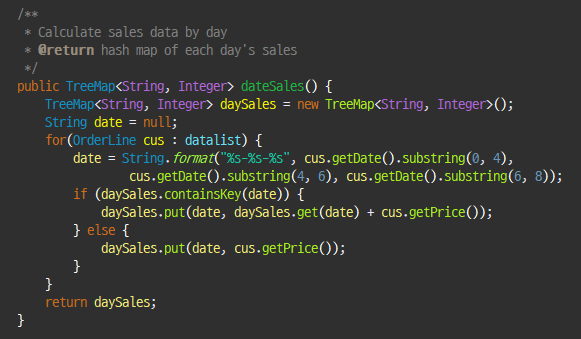 /**
 * Calculate sales data by day
 * @return hash map of each day's sales
 */
public TreeMap<String, Integer> dateSales() {
    TreeMap<String, Integer> daySales = new TreeMap<String, Integer>();
    String date = null;
    for(OrderLine cus : datalist) {
        date = String.format("%s-%s-%s", cus.getDate().substring(0, 4),
                cus.getDate().substring(4, 6), cus.getDate().substring(6, 8));
        if (daySales.containsKey(date)) {
            daySales.put(date, daySales.get(date) + cus.getPrice());
        } else {
            daySales.put(date, cus.getPrice());
        }
    }
    return daySales;
}